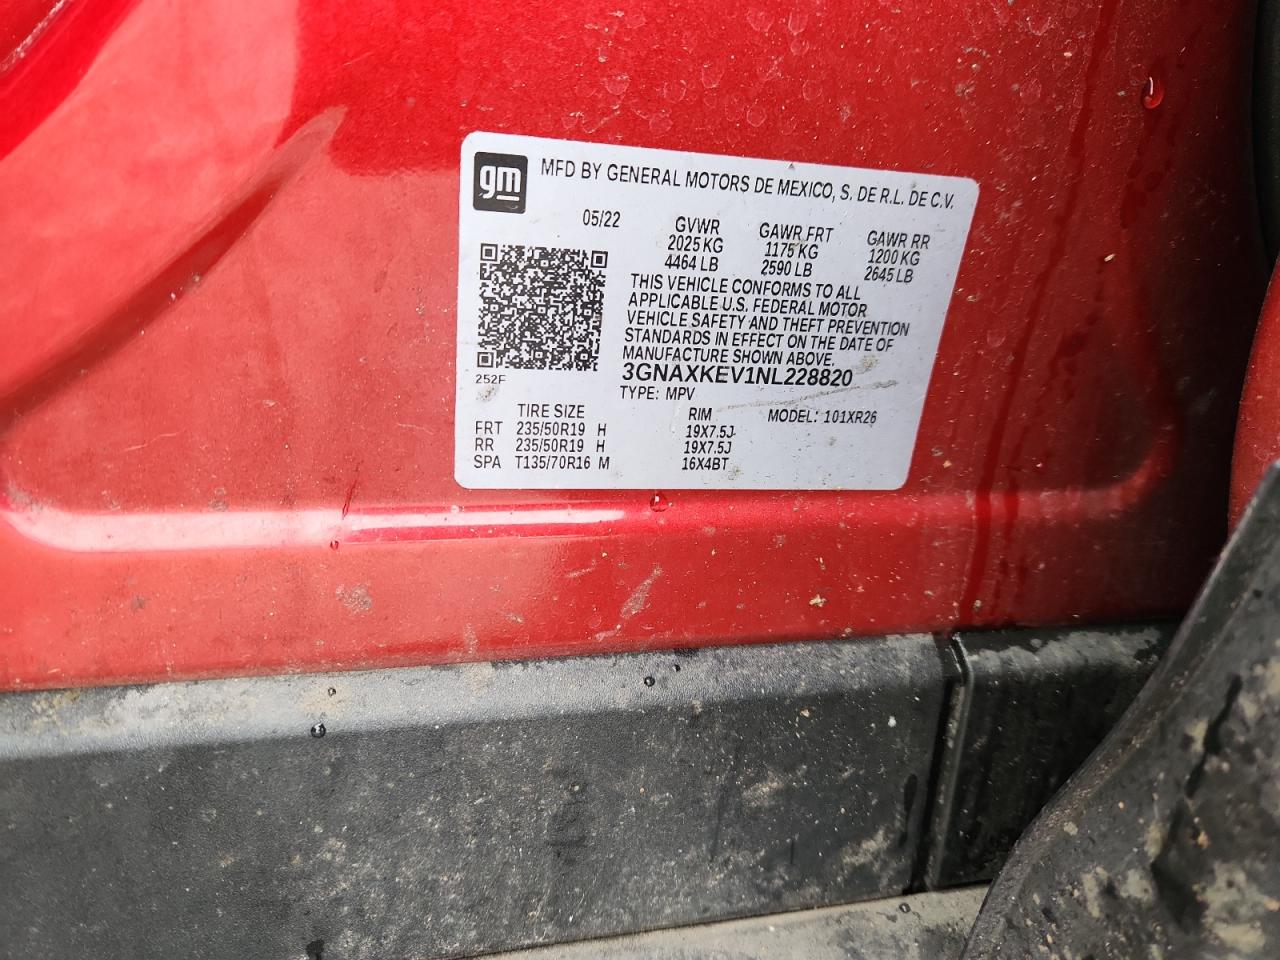 gm
MFD BY GENERAL MOTORS DE MEXICO, S. DE R.L. DE C.V.
05/22 GVWR GAWR FRT GAWR RR
2025 KG 1175 KG 1200 KG
4464 LB 2590 LB 2645 LB
THIS VEHICLE CONFORMS TO ALL
APPLICABLE U.S. FEDERAL MOTOR
VEHICLE SAFETY AND THEFT PREVENTION
STANDARDS IN EFFECT ON THE DATE OF
MANUFACTURE SHOWN ABOVE.
3GNAXKEV1NL228820
252F
TYPE: MPV
TIRE SIZE RIM MODEL: 101XR26
FRT 235/50R19 H 19X7.5J
RR 235/50R19 H 19X7.5J
SPA T135/70R16 M 16X4BT